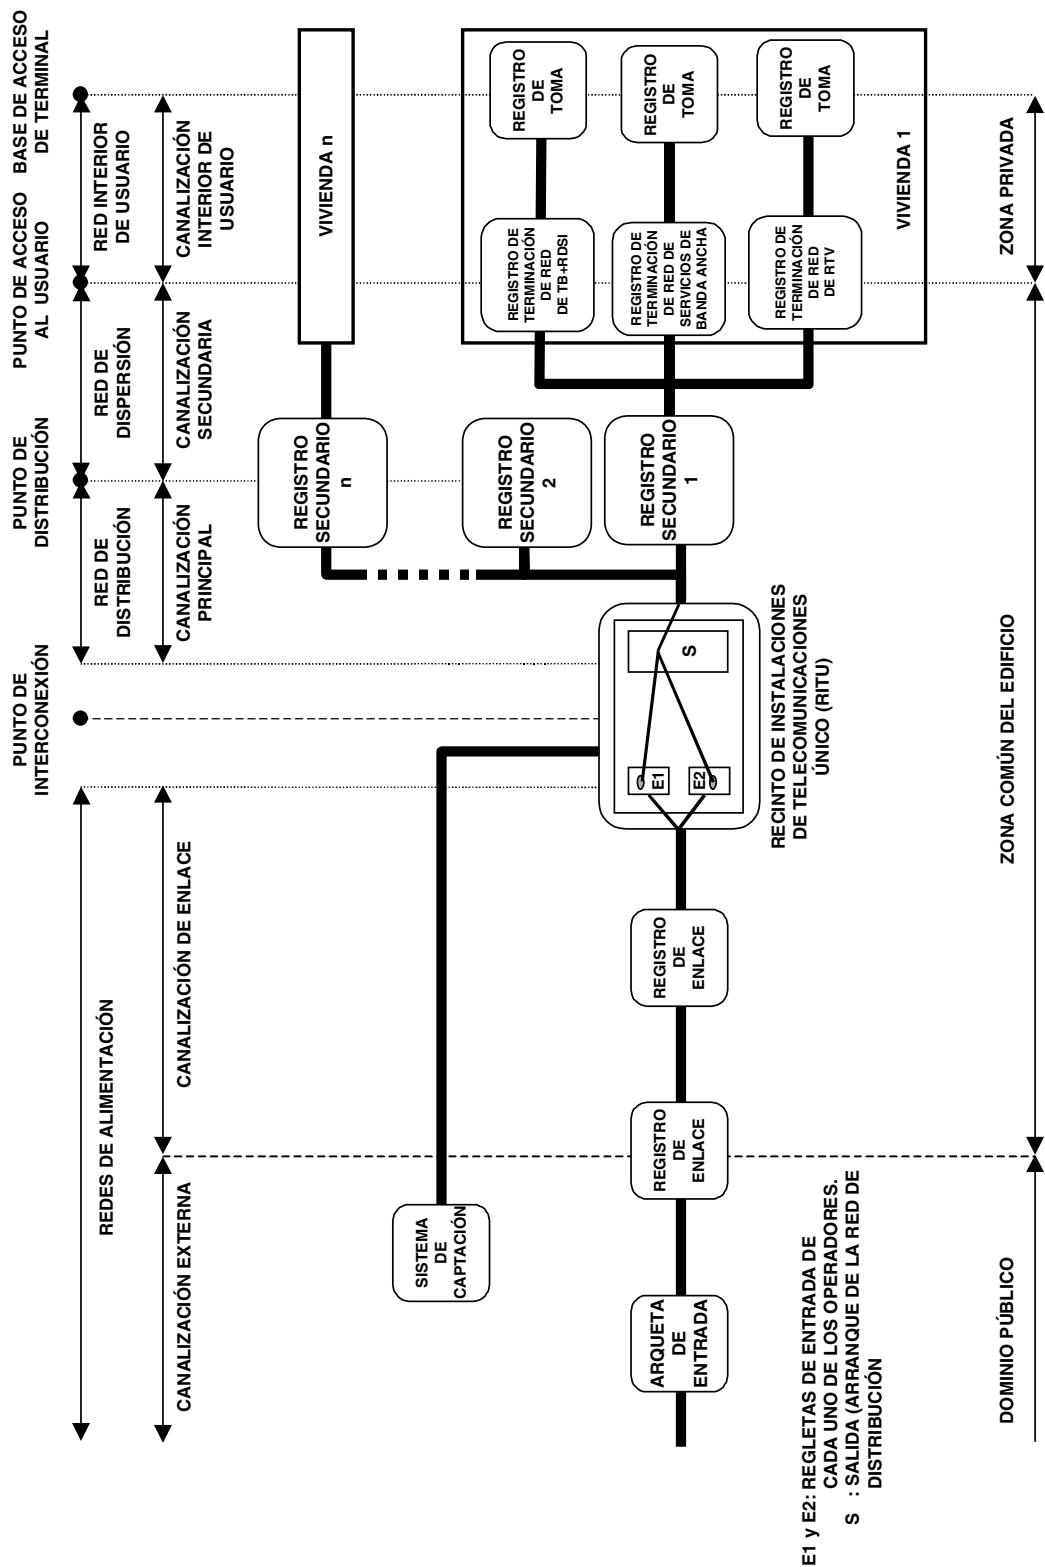 REDES DE ALIMENTACIÓN
PUNTO DE
INTERCONEXIÓN
RED DE
DISTRIBUCIÓN
PUNTO DE
DISTRIBUCIÓN
RED DE
DISPERSIÓN
PUNTO DE ACCESO
AL USUARIO
RED INTERIOR
DE USUARIO
BASE DE ACCESO
DE TERMINAL
CANALIZACIÓN EXTERNA
CANALIZACIÓN DE ENLACE
CANALIZACIÓN
PRINCIPAL
CANALIZACIÓN
SECUNDARIA
CANALIZACIÓN
INTERIOR DE
USUARIO
REGISTRO
SECUNDARIO
n
VIVIENDA n
SISTEMA
DE
CAPTACIÓN
REGISTRO
SECUNDARIO
2
REGISTRO DE
TERMINACIÓN
DE RED
DE TB+RDSI
REGISTRO
DE
TOMA
ARQUETA
DE
ENTRADA
REGISTRO
DE
ENLACE
REGISTRO
DE
ENLACE
E1
E2
S
REGISTRO
SECUNDARIO
1
REGISTRO DE
TERMINACIÓN
DE RED DE
SERVICIOS DE
BANDA ANCHA
REGISTRO
DE
TOMA
REGISTRO DE
TERMINACIÓN
DE RED
DE RTV
REGISTRO
DE
TOMA
VIVIENDA 1
RECINTO DE INSTALACIONES
DE TELECOMUNICACIONES
ÚNICO (RITU)
E1 y E2: REGLETAS DE ENTRADA DE
CADA UNO DE LOS OPERADORES.
S : SALIDA (ARRANQUE DE LA RED DE
DISTRIBUCIÓN
DOMINIO PÚBLICO
ZONA COMÚN DEL EDIFICIO
ZONA PRIVADA